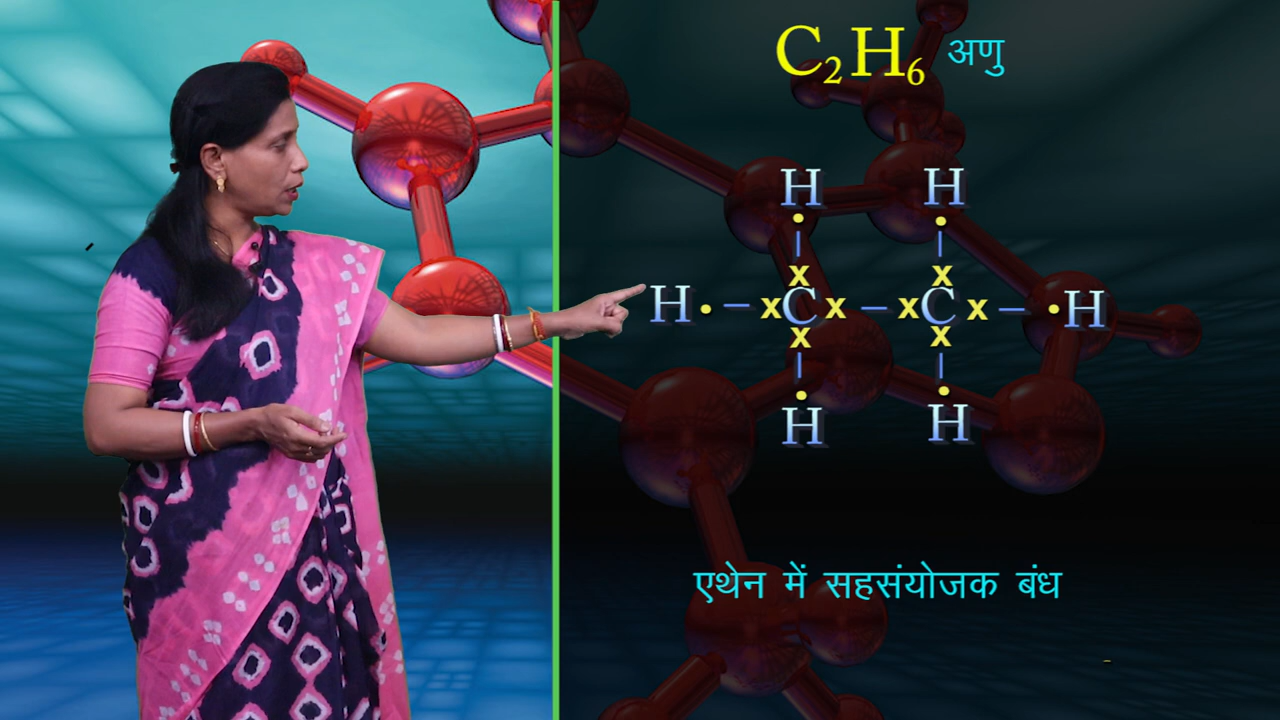 C₂H₆ अणु
H H
H · – xCx – xCx – · H
H H
एथेन में सहसंयोजक बंध